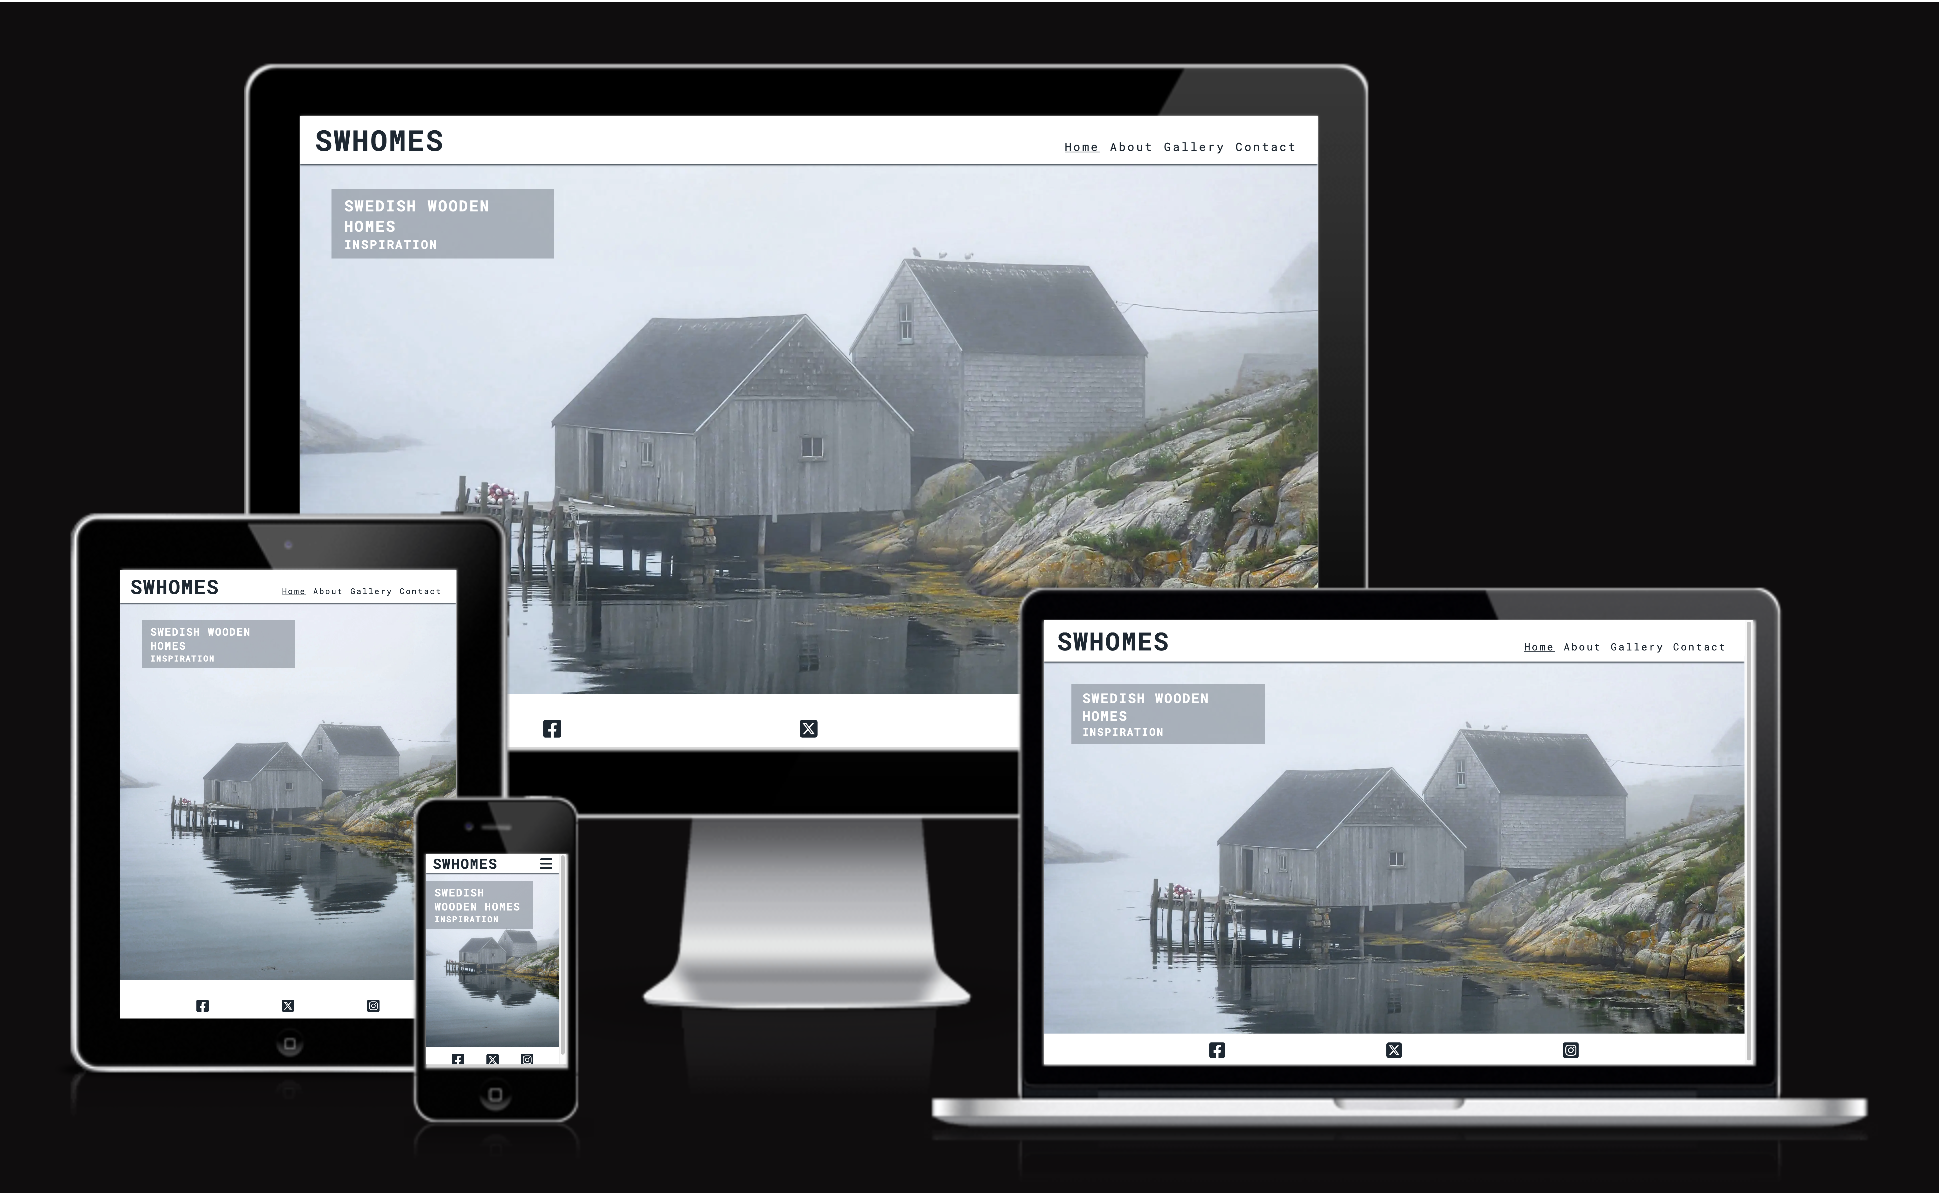 SWHOMES
Home About Gallery Contact
SWEDISH WOODEN
HOMES
INSPIRATION
SWHOMES
Home About Gallery Contact
SWEDISH WOODEN
HOMES
INSPIRATION
SWHOMES
SWEDISH
WOODEN HOMES
INSPIRATION
SWHOMES
Home About Gallery Contact
SWEDISH WOODEN
HOMES
INSPIRATION